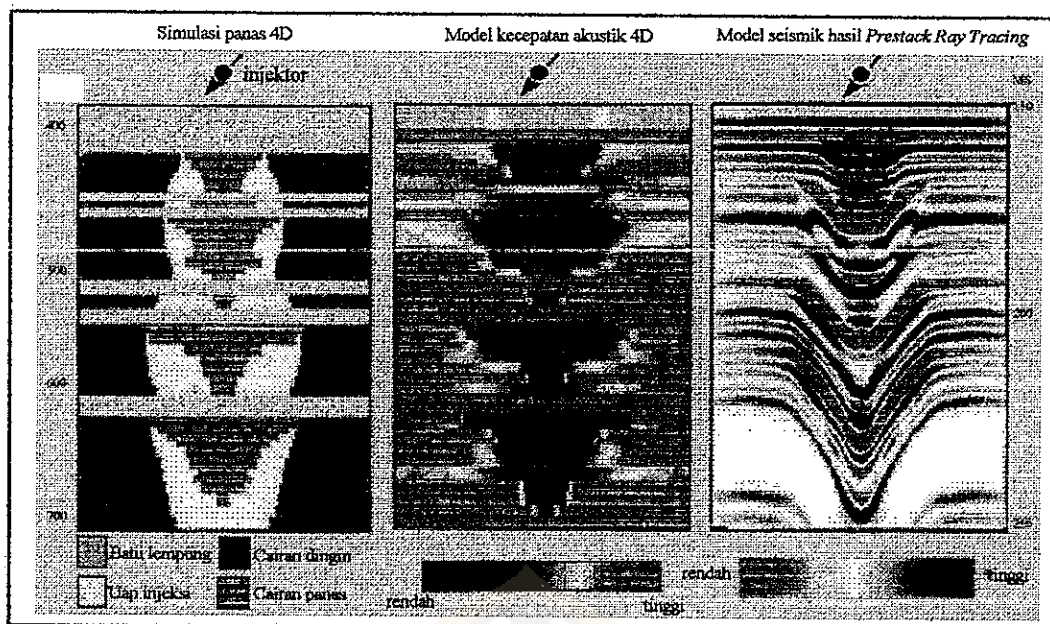 Simulasi panas 4D
Model kecepatan akustik 4D
Model seismik hasil Prestack Ray Tracing
injektor
400
500
600
700
Batu lempung
Cairan dingin
Uap injeksi
Cairan panas
rendah
tinggi
rendah
tinggi